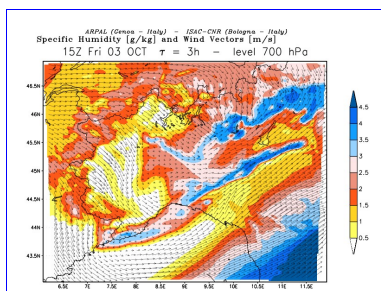 ARPAL (Genoa - Italy) - ISAC-CNR (Bologna - Italy)
Specific Humidity [g/kg] and Wind Vectors [m/s]
15Z Fri 03 OCT τ = 3h - level 700 hPa
46.5N
46N
45.5N
45N
44.5N
44N
43.5N
6.5E 7E 7.5E 8E 8.5E 9E 9.5E 10E 10.5E 11E 11.5E
4.5
4
3.5
3
2.5
2
1.5
1
0.5